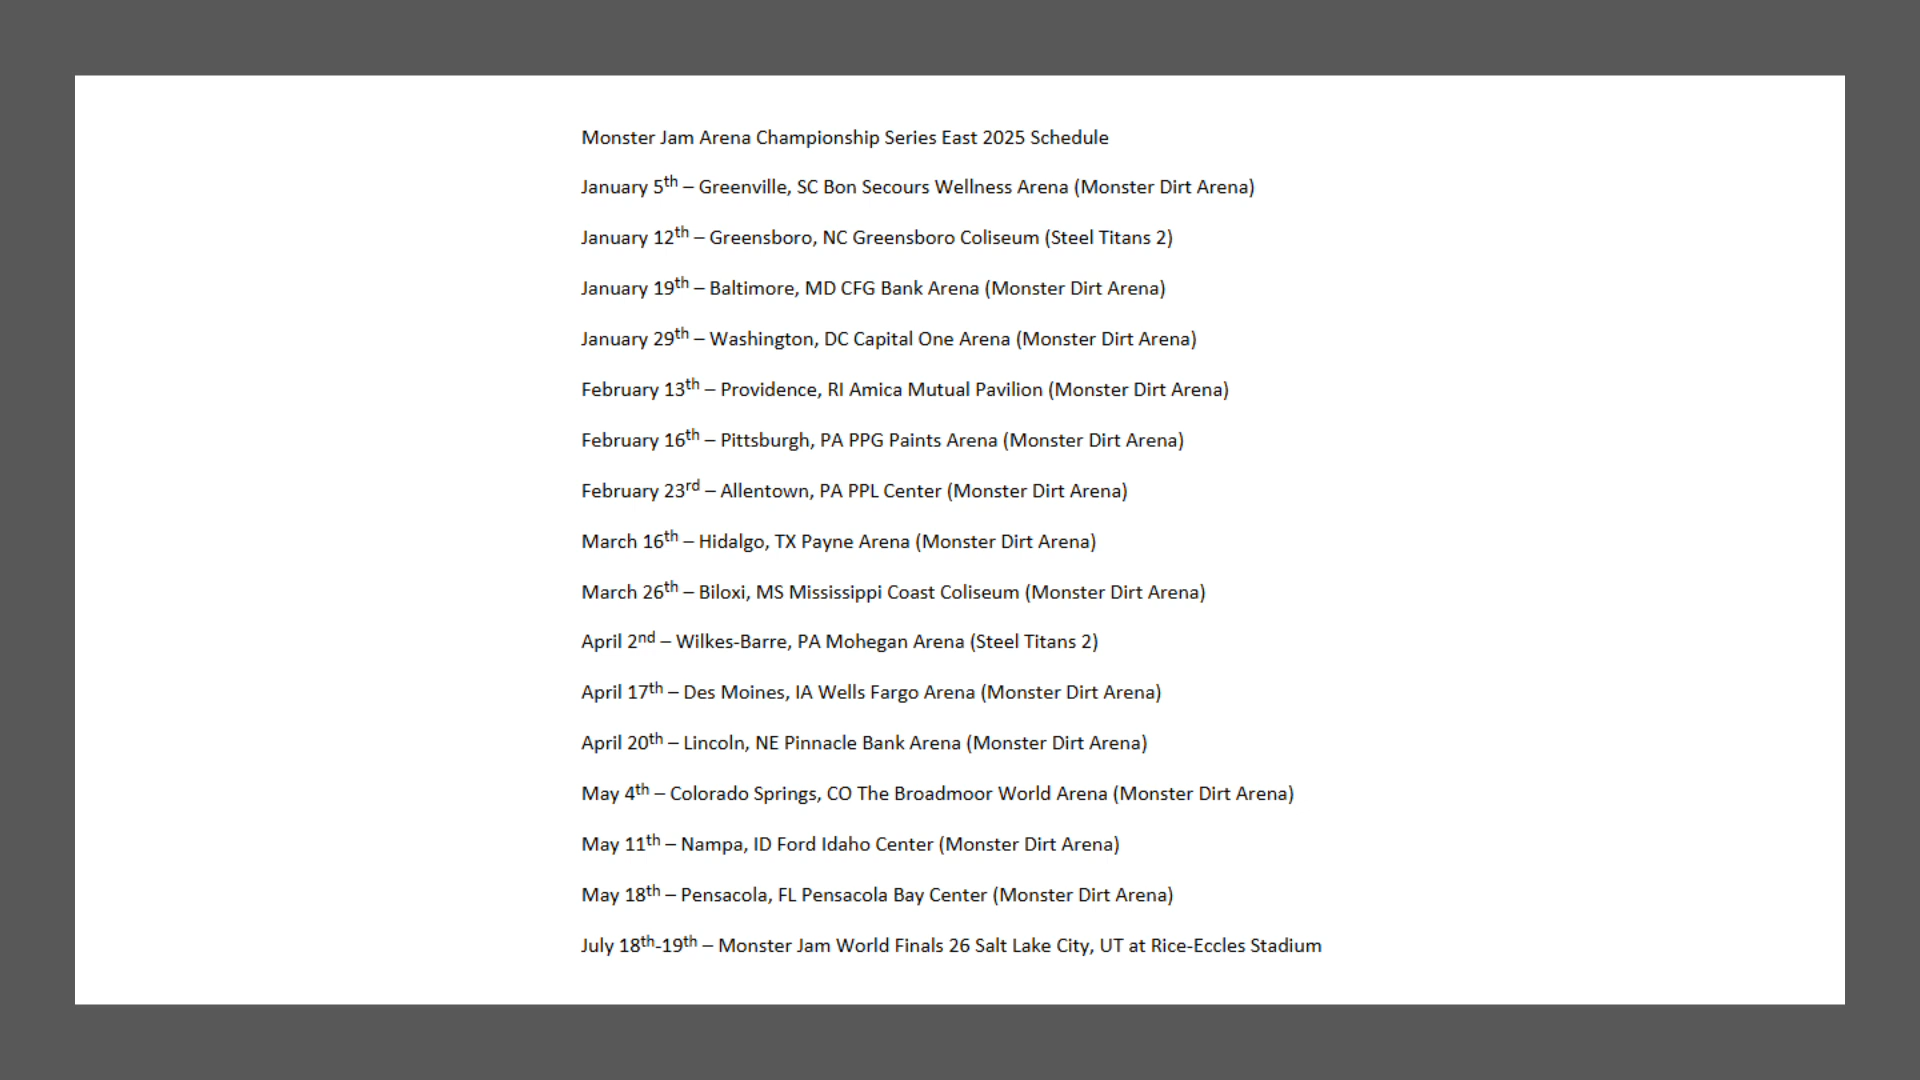 Monster Jam Arena Championship Series East 2025 Schedule
January 5th – Greenville, SC Bon Secours Wellness Arena (Monster Dirt Arena)
January 12th – Greensboro, NC Greensboro Coliseum (Steel Titans 2)
January 19th – Baltimore, MD CFG Bank Arena (Monster Dirt Arena)
January 29th – Washington, DC Capital One Arena (Monster Dirt Arena)
February 13th – Providence, RI Amica Mutual Pavilion (Monster Dirt Arena)
February 16th – Pittsburgh, PA PPG Paints Arena (Monster Dirt Arena)
February 23rd – Allentown, PA PPL Center (Monster Dirt Arena)
March 16th – Hidalgo, TX Payne Arena (Monster Dirt Arena)
March 26th – Biloxi, MS Mississippi Coast Coliseum (Monster Dirt Arena)
April 2nd – Wilkes-Barre, PA Mohegan Arena (Steel Titans 2)
April 17th – Des Moines, IA Wells Fargo Arena (Monster Dirt Arena)
April 20th – Lincoln, NE Pinnacle Bank Arena (Monster Dirt Arena)
May 4th – Colorado Springs, CO The Broadmoor World Arena (Monster Dirt Arena)
May 11th – Nampa, ID Ford Idaho Center (Monster Dirt Arena)
May 18th – Pensacola, FL Pensacola Bay Center (Monster Dirt Arena)
July 18th-19th – Monster Jam World Finals 26 Salt Lake City, UT at Rice-Eccles Stadium